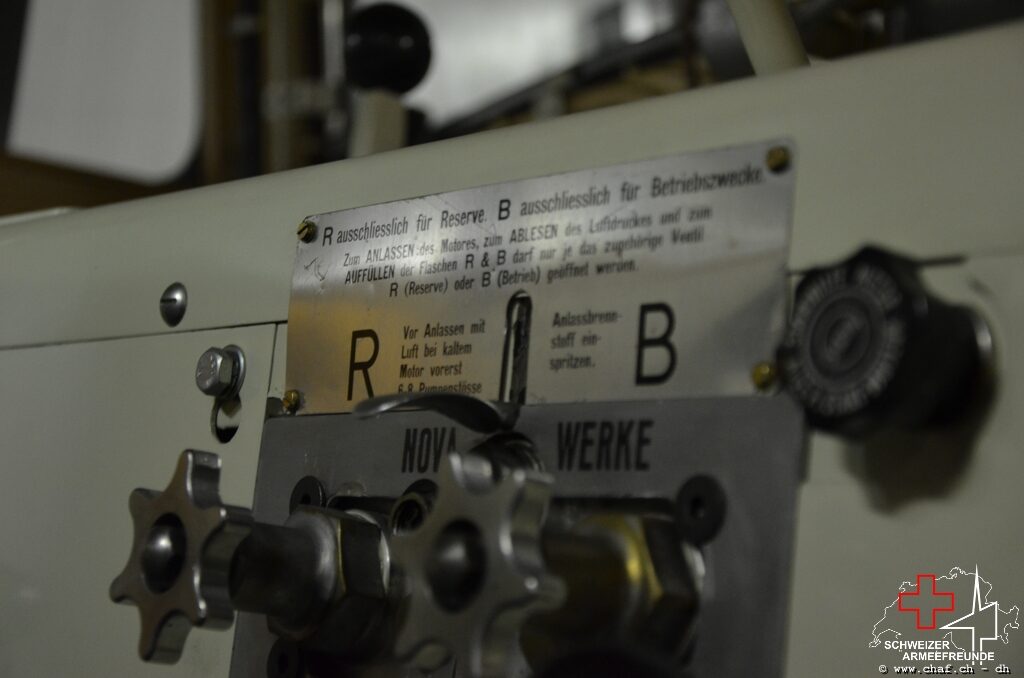 R ausschliesslich für Reserve. B ausschliesslich für Betriebszwecke.
Zum ANLASSEN des Motores, zum ABLESEN des Luftdruckes und zum
AUFFÜLLEN der Flaschen R & B darf nur je das zugehörige Ventil
R (Reserve) oder B (Betrieb) geöffnet werden.
R
Vor Anlassen mit
Luft bei kaltem
Motor vorerst
6-8 Pumpenstösse
Anlassbrenn-
stoff ein-
spritzen.
B
NOVA WERKE
SCHWEIZER
ARMEEFREUNDE
© www.chaf.ch - dh